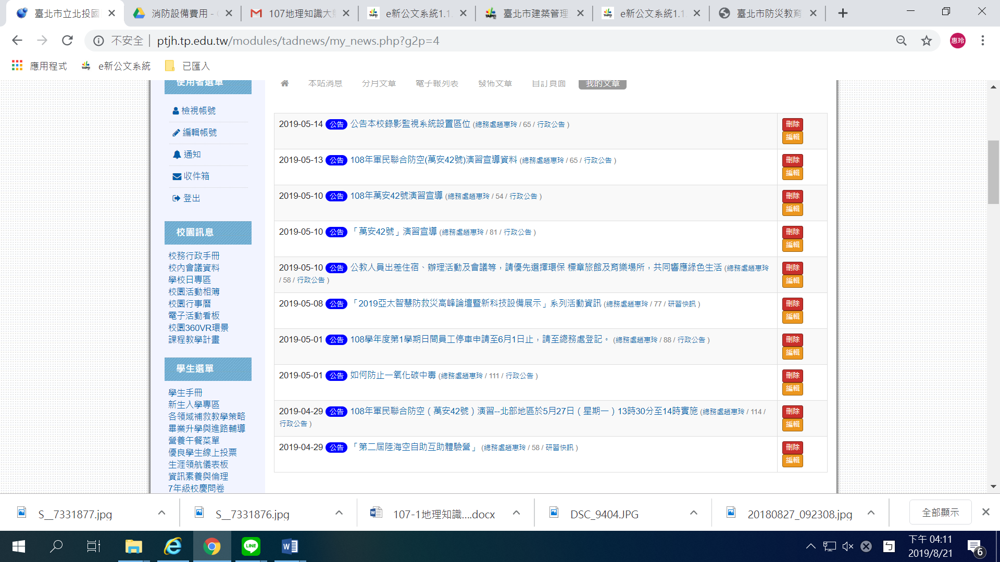 臺北市立北投國
消防設備費用 -
107地理知識大
e新公文系統1.1
臺北市建築管理
e新公文系統1.1
臺北市防災教育
不安全
ptjh.tp.edu.tw/modules/tadnews/my_news.php?g2p=4
惠玲
應用程式
e新公文系統
已匯入
使用者選單
本站消息
分月文章
電子報列表
發佈文章
自訂頁面
我的文章
檢視帳號
編輯帳號
通知
收件箱
登出
校園訊息
校務行政手冊
校內會議資料
學校日專區
校園活動相簿
校園行事曆
電子活動看板
校園360VR環景
課程教學計畫
學生選單
學生手冊
新生入學專區
各領域補救教學策略
畢業升學與進路輔導
營養午餐菜單
優良學生線上投票
生涯領航儀表板
資訊素養與倫理
7年級校慶問卷
2019-05-14 公告 公告本校錄影監視系統設置區位 (總務處趙惠玲 / 65 / 行政公告 )
刪除
編輯
2019-05-13 公告 108年軍民聯合防空(萬安42號)演習宣導資料 (總務處趙惠玲 / 65 / 行政公告 )
刪除
編輯
2019-05-10 公告 108年萬安42號演習宣導 (總務處趙惠玲 / 54 / 行政公告 )
刪除
編輯
2019-05-10 公告 「萬安42號」演習宣導 (總務處趙惠玲 / 81 / 行政公告 )
刪除
編輯
2019-05-10 公告 公教人員出差住宿、辦理活動及會議等，請優先選擇環保 標章旅館及育樂場所，共同響應綠色生活 (總務處趙惠玲
/ 58 / 行政公告 )
刪除
編輯
2019-05-08 公告 「2019亞太智慧防救災高峰論壇暨新科技設備展示」系列活動資訊 (總務處趙惠玲 / 77 / 研習快訊 )
刪除
編輯
2019-05-01 公告 108學年度第1學期日間員工停車申請至6月1日止，請至總務處登記。 (總務處趙惠玲 / 88 / 行政公告 )
刪除
編輯
2019-05-01 公告 如何防止一氧化碳中毒 (總務處趙惠玲 / 111 / 行政公告 )
刪除
編輯
2019-04-29 公告 108年軍民聯合防空（萬安42號）演習--北部地區於5月27日（星期一）13時30分至14時實施 (總務處趙惠玲 / 114 /
行政公告 )
刪除
編輯
2019-04-29 公告 「第二屆陸海空自助互助體驗營」 (總務處趙惠玲 / 58 / 研習快訊 )
刪除
編輯
S__7331877.jpg
S__7331876.jpg
107-1地理知識....docx
DSC_9404.JPG
20180827_092308.jpg
全部顯示
LINE
ㄅ
下午 04:11
2019/8/21
6